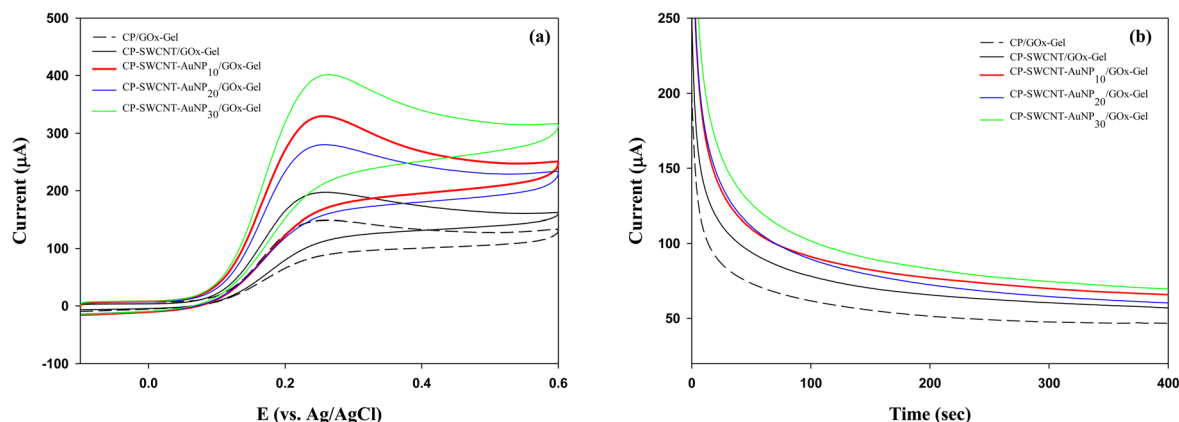 (a)
500
400
300
200
100
0
-100
Current (µA)
CP/GOx-Gel
CP-SWCNT/GOx-Gel
CP-SWCNT-AuNP10/GOx-Gel
CP-SWCNT-AuNP20/GOx-Gel
CP-SWCNT-AuNP30/GOx-Gel
0.0
0.2
0.4
0.6
E (vs. Ag/AgCl)
(b)
250
200
150
100
50
Current (µA)
CP/GOx-Gel
CP-SWCNT/GOx-Gel
CP-SWCNT-AuNP10/GOx-Gel
CP-SWCNT-AuNP20/GOx-Gel
CP-SWCNT-AuNP30/GOx-Gel
0
100
200
300
400
Time (sec)